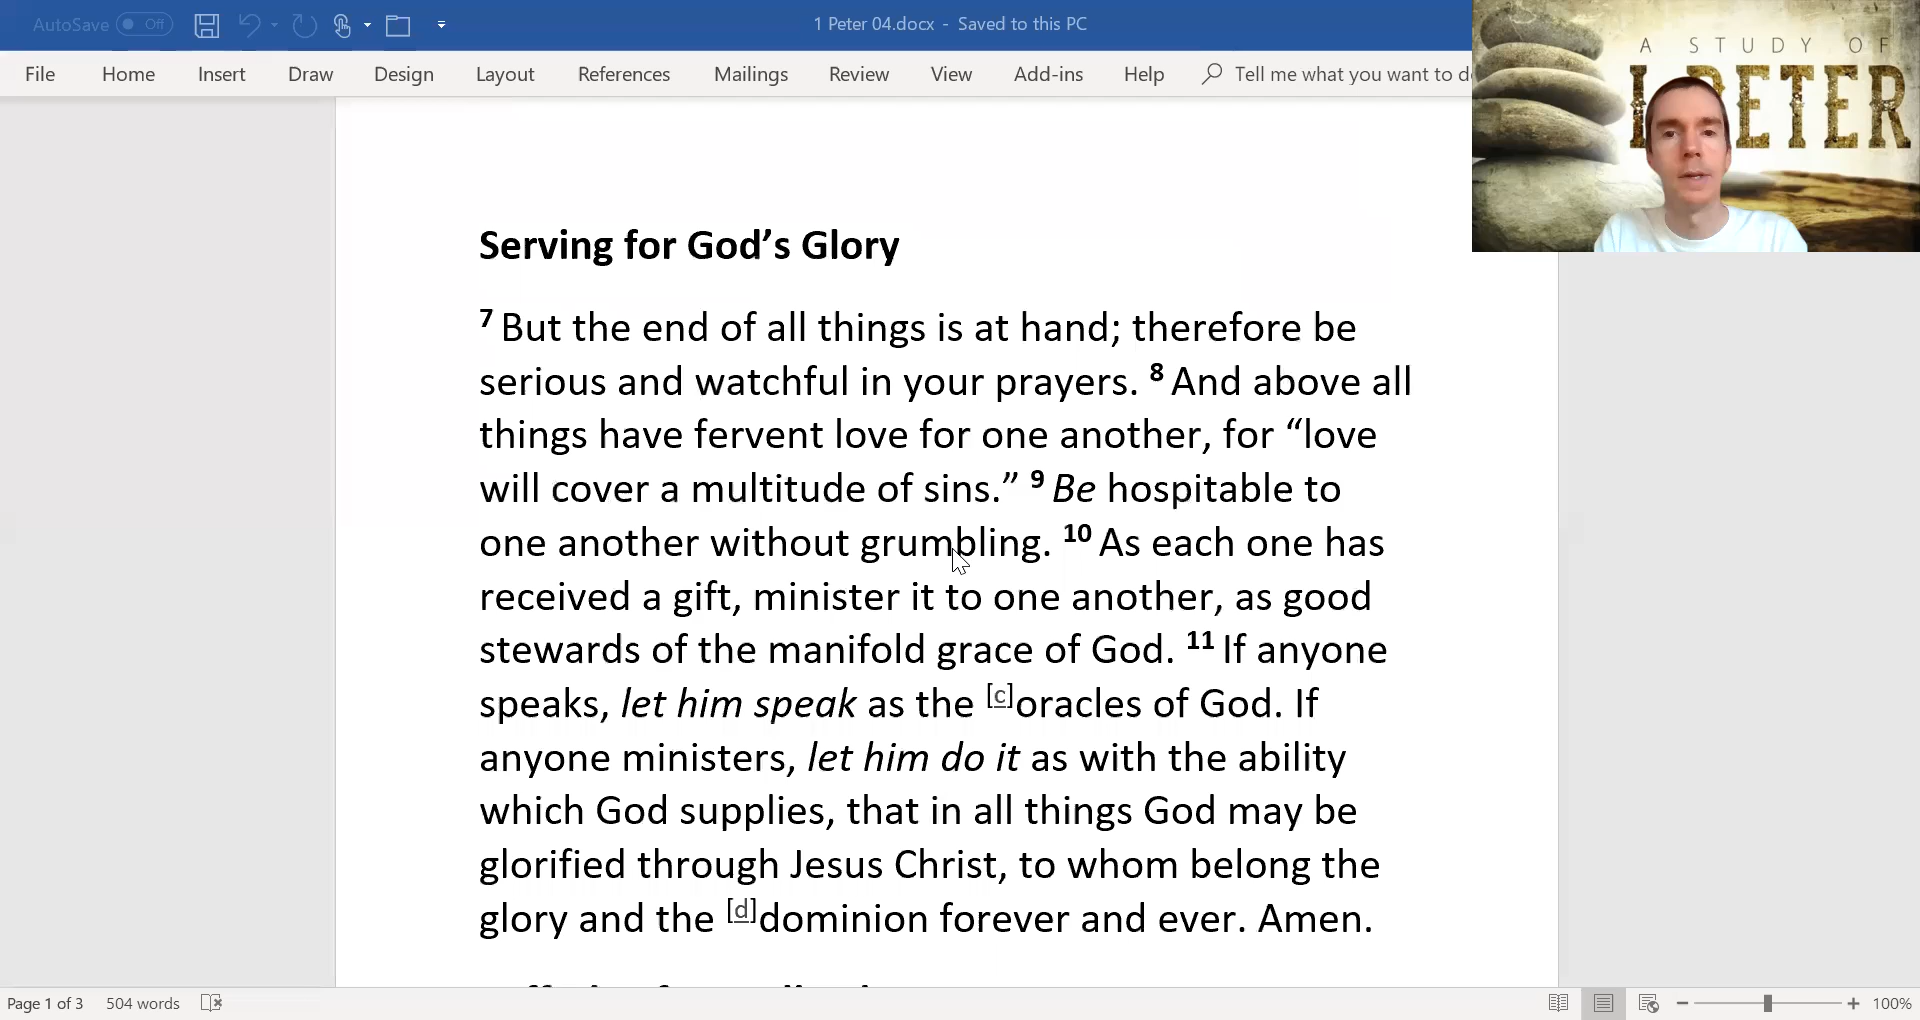 AutoSave Off
1 Peter 04.docx - Saved to this PC
File Home Insert Draw Design Layout References Mailings Review View Add-ins Help Tell me what you want to d
A STUDY OF
PETER
Serving for God’s Glory
7 But the end of all things is at hand; therefore be
serious and watchful in your prayers. 8 And above all
things have fervent love for one another, for “love
will cover a multitude of sins.” 9 Be hospitable to
one another without grumbling. 10 As each one has
received a gift, minister it to one another, as good
stewards of the manifold grace of God. 11 If anyone
speaks, let him speak as the [c]oracles of God. If
anyone ministers, let him do it as with the ability
which God supplies, that in all things God may be
glorified through Jesus Christ, to whom belong the
glory and the [d]dominion forever and ever. Amen.
Page 1 of 3 504 words 100%